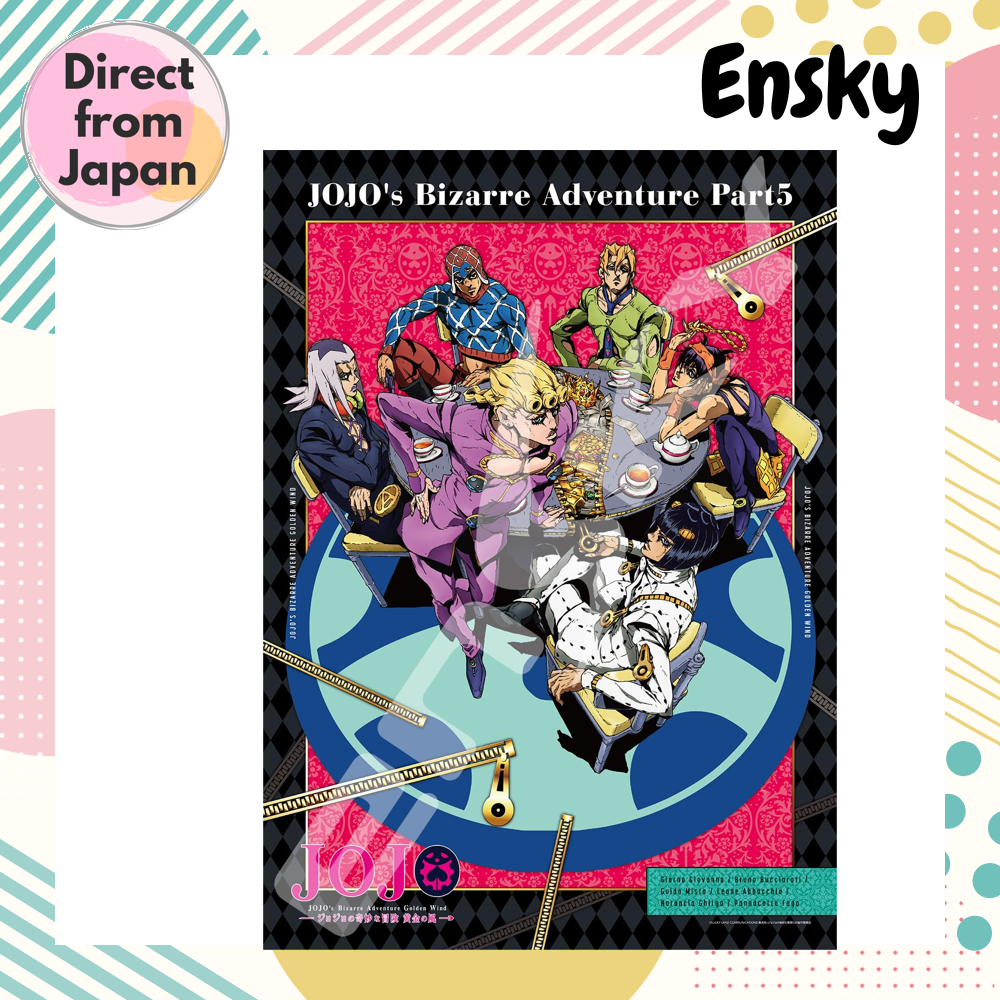 Direct
from
Japan
Ensky
JOJO's Bizarre Adventure Part5
JOJO'S BIZARRE ADVENTURE GOLDEN WIND
JOJO'S BIZARRE ADVENTURE GOLDEN WIND
JOJO
JOJO's Bizarre Adventure Golden Wind
ジョジョの奇妙な冒険 黄金の風
Giorno Giovanna / Bruno Bucciarati /
Guido Mista / Leone Abbacchio /
Narancia Ghirga / Pannacotta Fugo